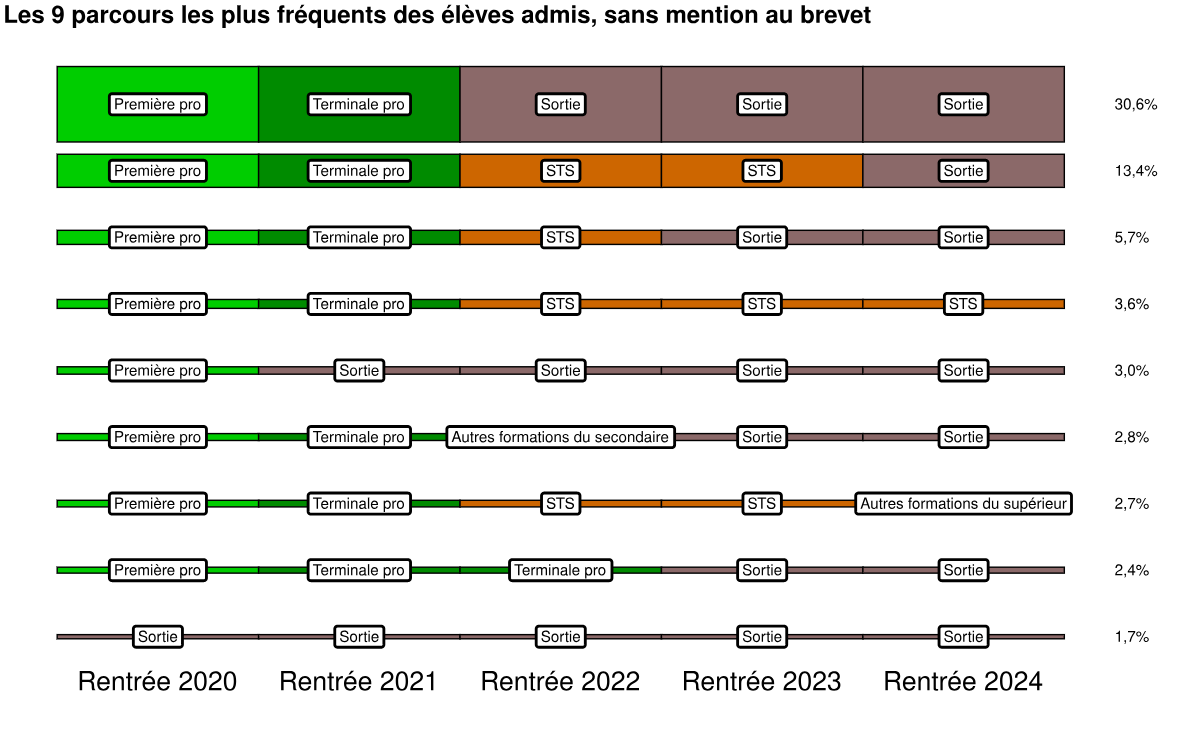 Les 9 parcours les plus fréquents des élèves admis, sans mention au brevet
Première pro Terminale pro Sortie Sortie Sortie 30,6%
Première pro Terminale pro STS STS Sortie 13,4%
Première pro Terminale pro STS Sortie Sortie 5,7%
Première pro Terminale pro STS STS STS 3,6%
Première pro Sortie Sortie Sortie Sortie 3,0%
Première pro Terminale pro Autres formations du secondaire Sortie Sortie 2,8%
Première pro Terminale pro STS STS Autres formations du supérieur 2,7%
Première pro Terminale pro Terminale pro Sortie Sortie 2,4%
Sortie Sortie Sortie Sortie Sortie 1,7%
Rentrée 2020 Rentrée 2021 Rentrée 2022 Rentrée 2023 Rentrée 2024